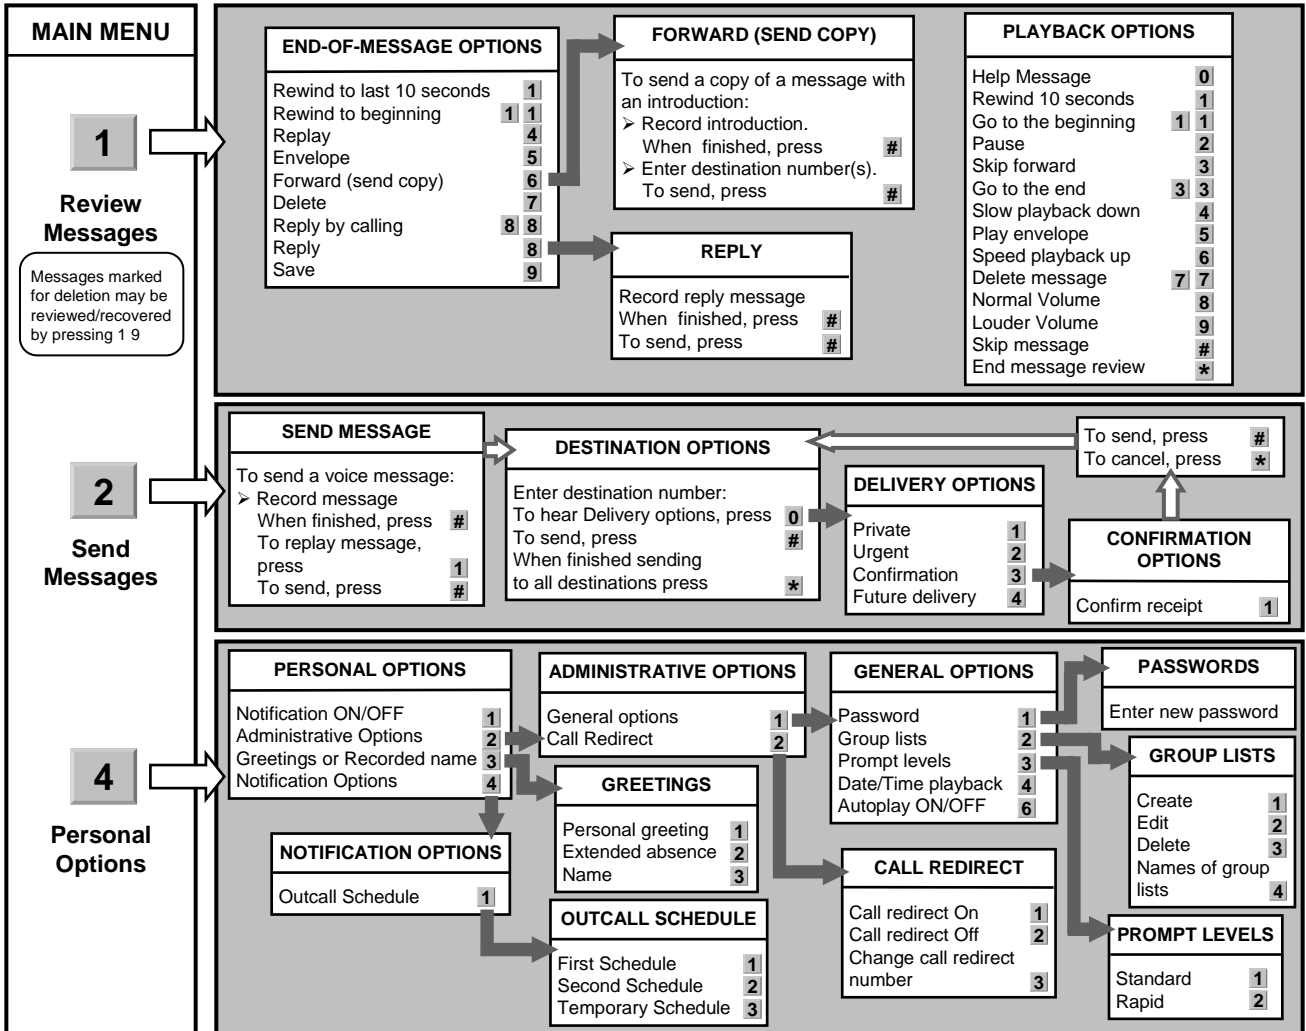 MAIN MENU
1
Review
Messages
Messages marked
for deletion may be
reviewed/recovered
by pressing 1 9
2
Send
Messages
4
Personal
Options
END-OF-MESSAGE OPTIONS
Rewind to last 10 seconds 1
Rewind to beginning 1 1
Replay 4
Envelope 5
Forward (send copy) 6
Delete 7
Reply by calling 8 8
Reply 8
Save 9
FORWARD (SEND COPY)
To send a copy of a message with
an introduction:
➢ Record introduction.
When finished, press #
➢ Enter destination number(s).
To send, press #
REPLY
Record reply message
When finished, press #
To send, press #
PLAYBACK OPTIONS
Help Message 0
Rewind 10 seconds 1
Go to the beginning 1 1
Pause 2
Skip forward 3
Go to the end 3 3
Slow playback down 4
Play envelope 5
Speed playback up 6
Delete message 7 7
Normal Volume 8
Louder Volume 9
Skip message #
End message review *
SEND MESSAGE
To send a voice message:
➢ Record message
When finished, press #
To replay message,
press 1
To send, press #
DESTINATION OPTIONS
Enter destination number:
To hear Delivery options, press 0
To send, press #
When finished sending
to all destinations press *
DELIVERY OPTIONS
Private 1
Urgent 2
Confirmation 3
Future delivery 4
To send, press #
To cancel, press *
CONFIRMATION
OPTIONS
Confirm receipt 1
PERSONAL OPTIONS
Notification ON/OFF 1
Administrative Options 2
Greetings or Recorded name 3
Notification Options 4
NOTIFICATION OPTIONS
Outcall Schedule 1
ADMINISTRATIVE OPTIONS
General options 1
Call Redirect 2
GREETINGS
Personal greeting 1
Extended absence 2
Name 3
OUTCALL SCHEDULE
First Schedule 1
Second Schedule 2
Temporary Schedule 3
GENERAL OPTIONS
Password 1
Group lists 2
Prompt levels 3
Date/Time playback 4
Autoplay ON/OFF 6
CALL REDIRECT
Call redirect On 1
Call redirect Off 2
Change call redirect
number 3
PASSWORDS
Enter new password
GROUP LISTS
Create 1
Edit 2
Delete 3
Names of group
lists 4
PROMPT LEVELS
Standard 1
Rapid 2